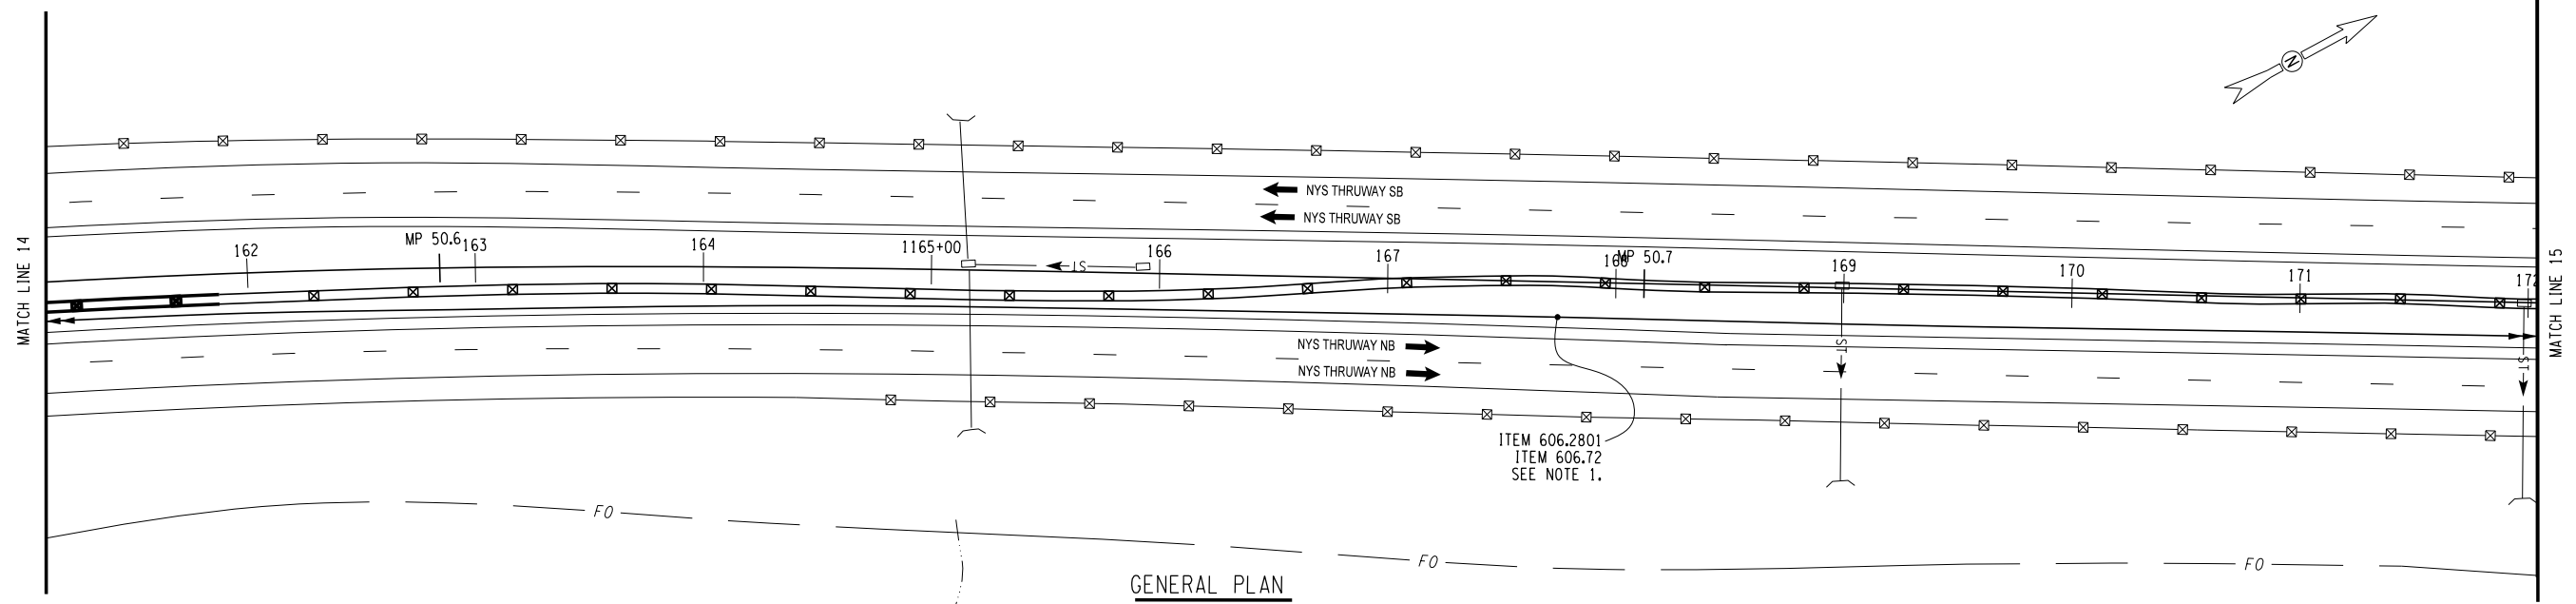 N
NYS THRUWAY SB
NYS THRUWAY SB
MATCH LINE 14
162
MP 50.6
163
164
1165+00
166
167
168
MP 50.7
169
170
171
172
MATCH LINE 15
ST
NYS THRUWAY NB
NYS THRUWAY NB
ST
ST
ITEM 606.2801
ITEM 606.72
SEE NOTE 1.
FO
FO
FO
GENERAL PLAN